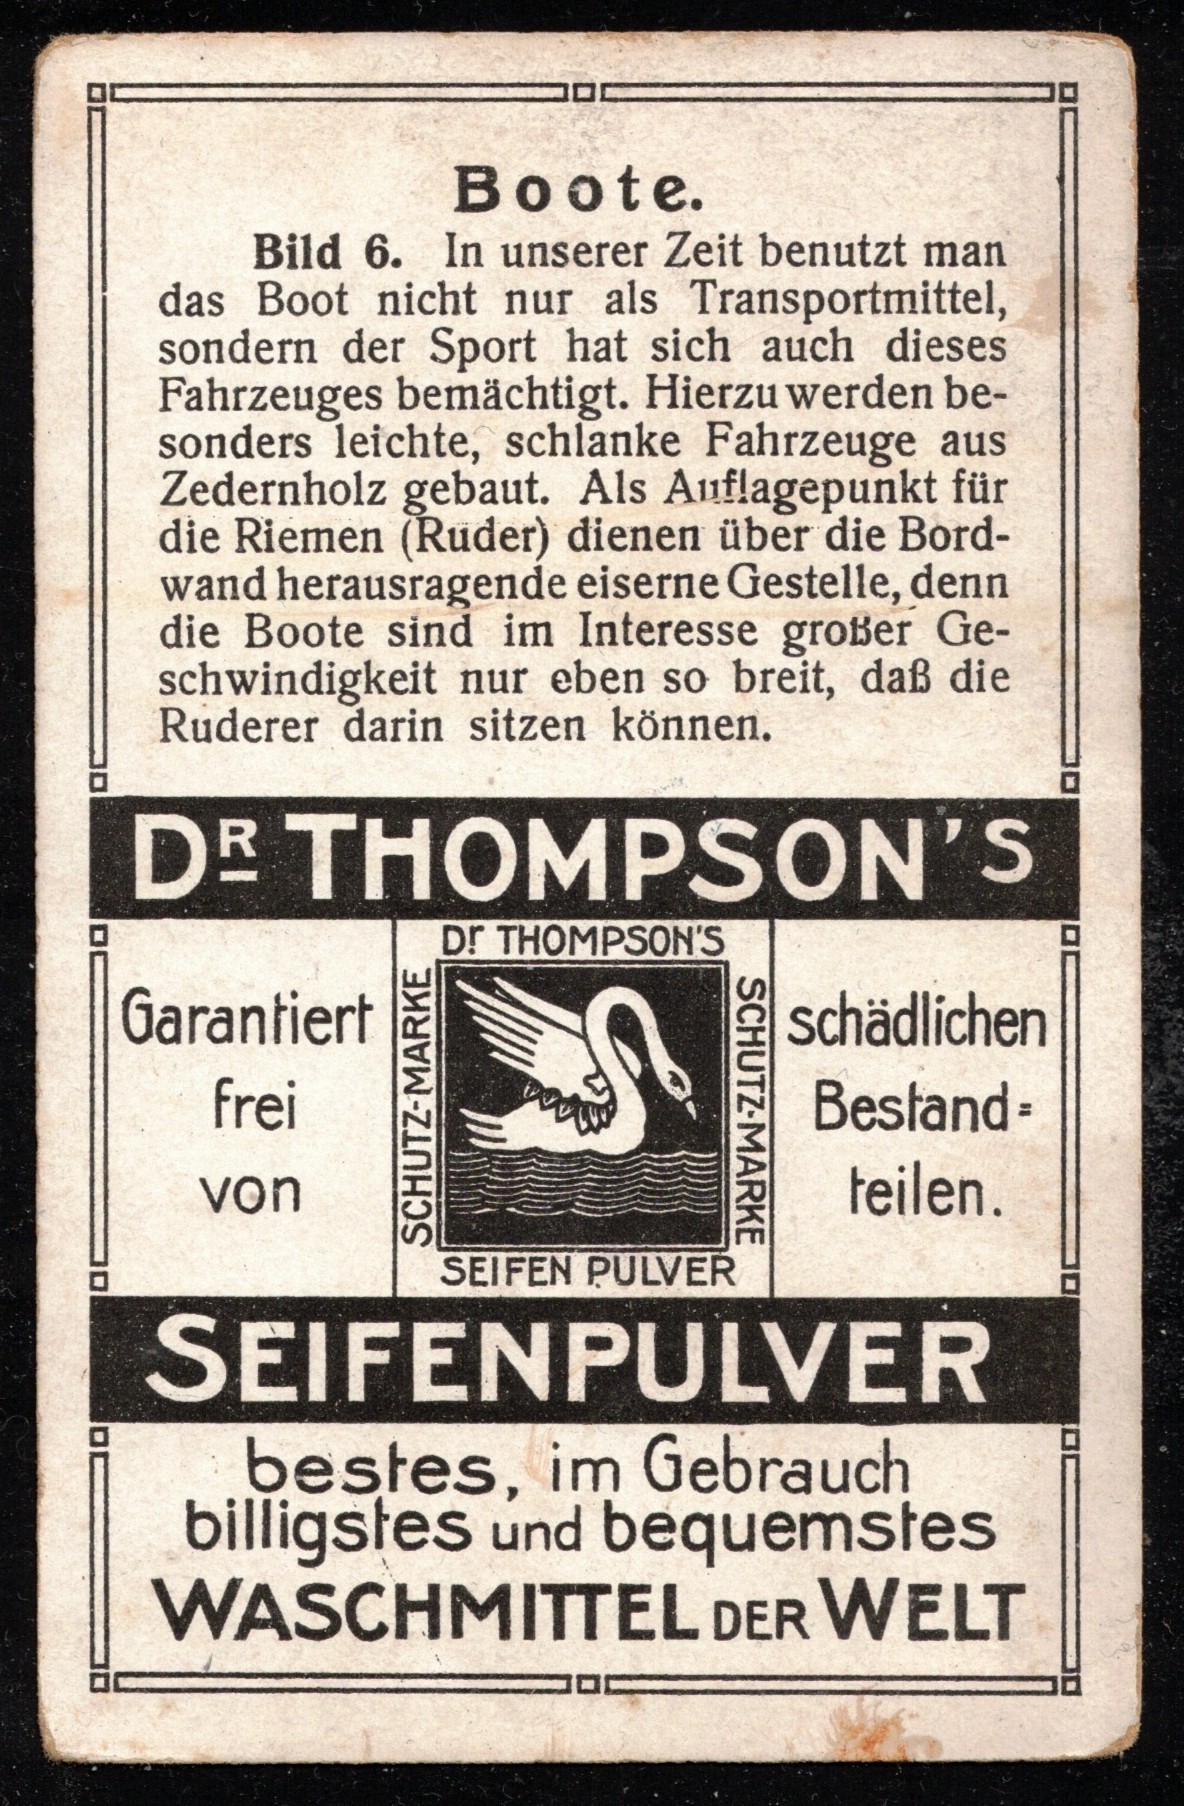 Boote.
Bild 6. In unserer Zeit benutzt man
das Boot nicht nur als Transportmittel,
sondern der Sport hat sich auch dieses
Fahrzeuges bemächtigt. Hierzu werden be-
sonders leichte, schlanke Fahrzeuge aus
Zedernholz gebaut. Als Auflagepunkt für
die Riemen (Ruder) dienen über die Bord-
wand herausragende eiserne Gestelle, denn
die Boote sind im Interesse großer Ge-
schwindigkeit nur eben so breit, daß die
Ruderer darin sitzen können.
DR THOMPSON'S
Garantiert
frei
von
Dr THOMPSON'S
SCHUTZ-MARKE
SCHUTZ-MARKE
SEIFEN PULVER
schädlichen
Bestand=
teilen.
SEIFENPULVER
bestes, im Gebrauch
billigstes und bequemstes
WASCHMITTEL DER WELT